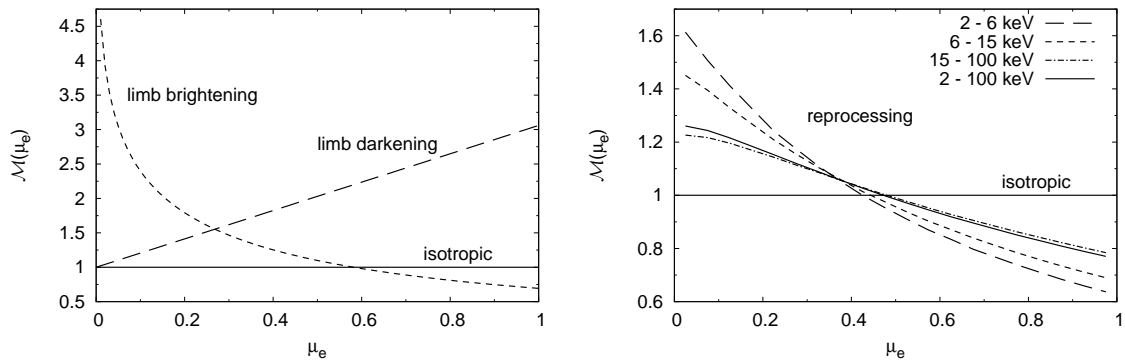 4.5
4
3.5
3
2.5
2
1.5
1
0.5
ℳ(μe)
limb brightening
limb darkening
isotropic
0 0.2 0.4 0.6 0.8 1
μe
1.6
1.4
1.2
1
0.8
0.6
ℳ(μe)
2 - 6 keV
6 - 15 keV
15 - 100 keV
2 - 100 keV
reprocessing
isotropic
0 0.2 0.4 0.6 0.8 1
μe